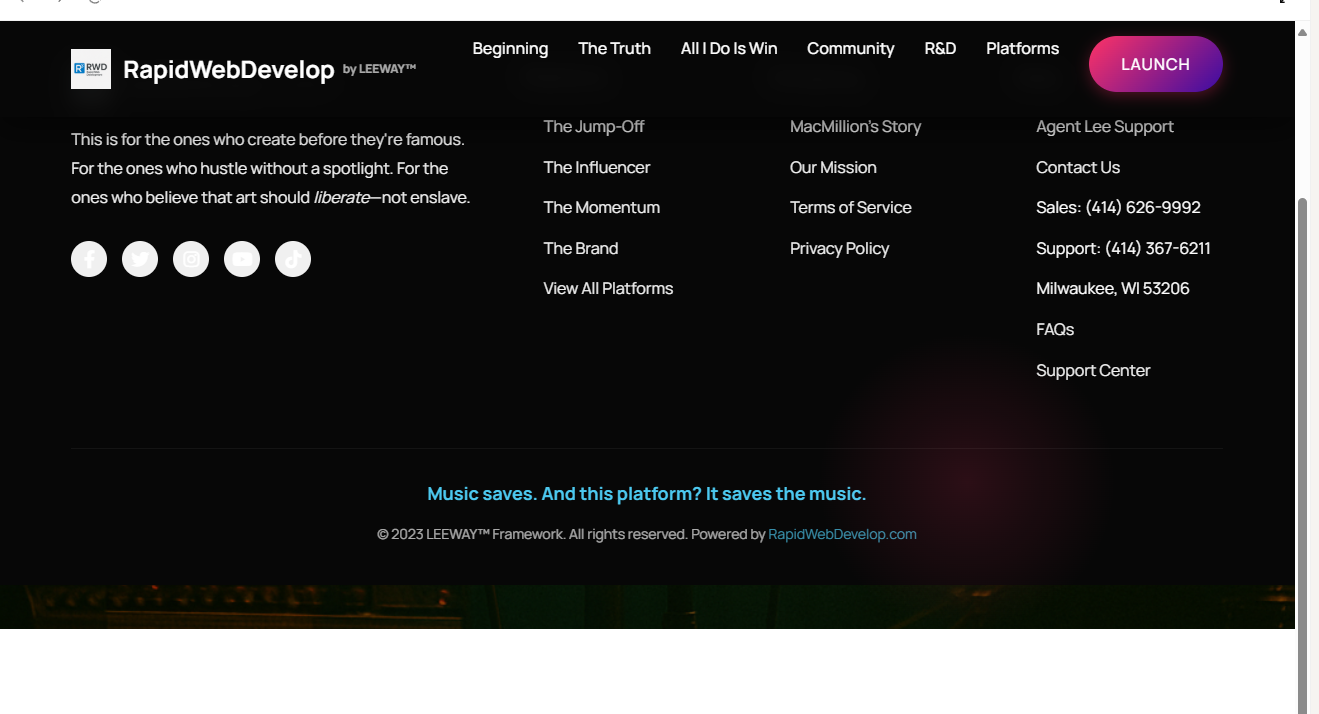 RWD
RapidWebDevelop by LEEWAY™
Beginning
The Truth
All I Do Is Win
Community
R&D
Platforms
LAUNCH
This is for the ones who create before they're famous.
For the ones who hustle without a spotlight. For the
ones who believe that art should liberate—not enslave.
The Jump-Off
The Influencer
The Momentum
The Brand
View All Platforms
MacMillion's Story
Our Mission
Terms of Service
Privacy Policy
Agent Lee Support
Contact Us
Sales: (414) 626-9992
Support: (414) 367-6211
Milwaukee, WI 53206
FAQs
Support Center
Music saves. And this platform? It saves the music.
© 2023 LEEWAY™ Framework. All rights reserved. Powered by RapidWebDevelop.com